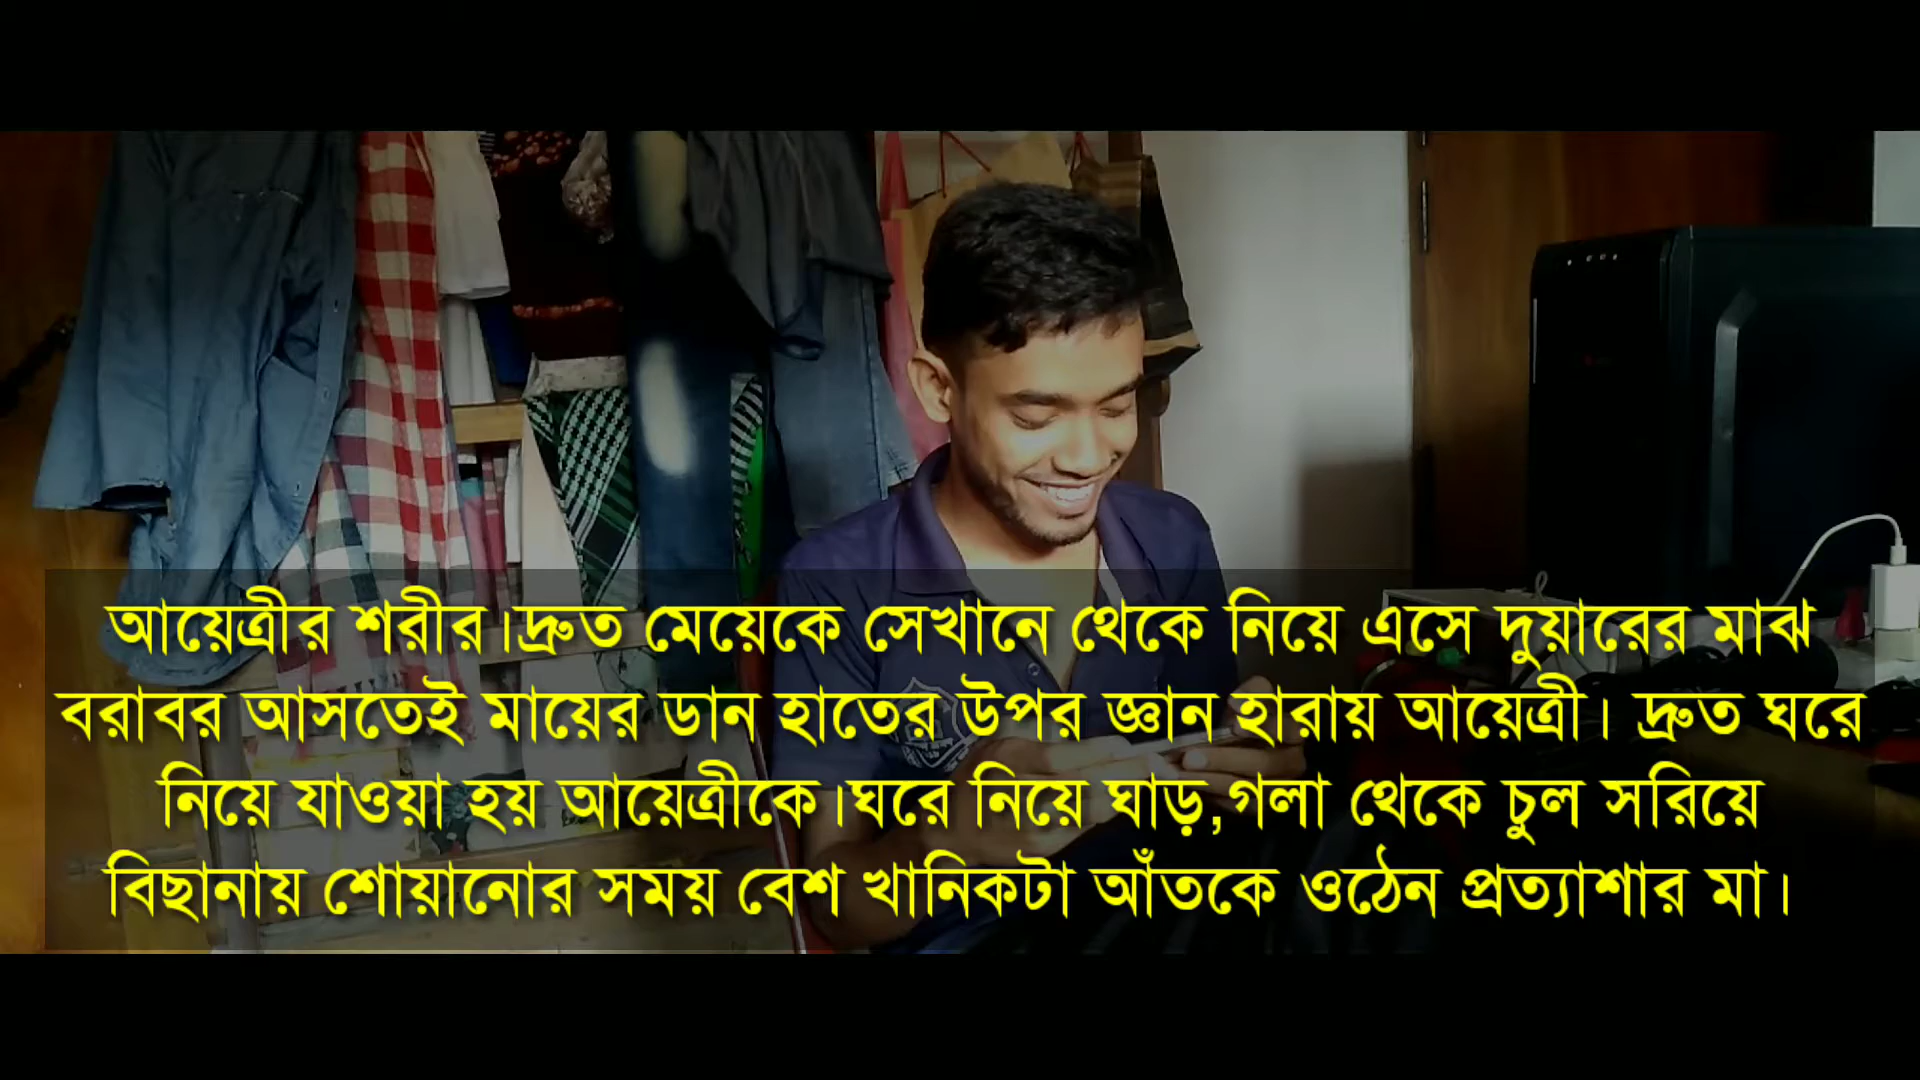 আয়েত্রীর শরীর।দ্রুত মেয়েকে সেখানে থেকে নিয়ে এসে দুয়ারের মাঝ
বরাবর আসতেই মায়ের ডান হাতের উপর জ্ঞান হারায় আয়েত্রী। দ্রুত ঘরে
নিয়ে যাওয়া হয় আয়েত্রীকে।ঘরে নিয়ে ঘাড়,গলা থেকে চুল সরিয়ে
বিছানায় শোয়ানোর সময় বেশ খানিকটা আঁতকে ওঠেন প্রত্যাশার মা।